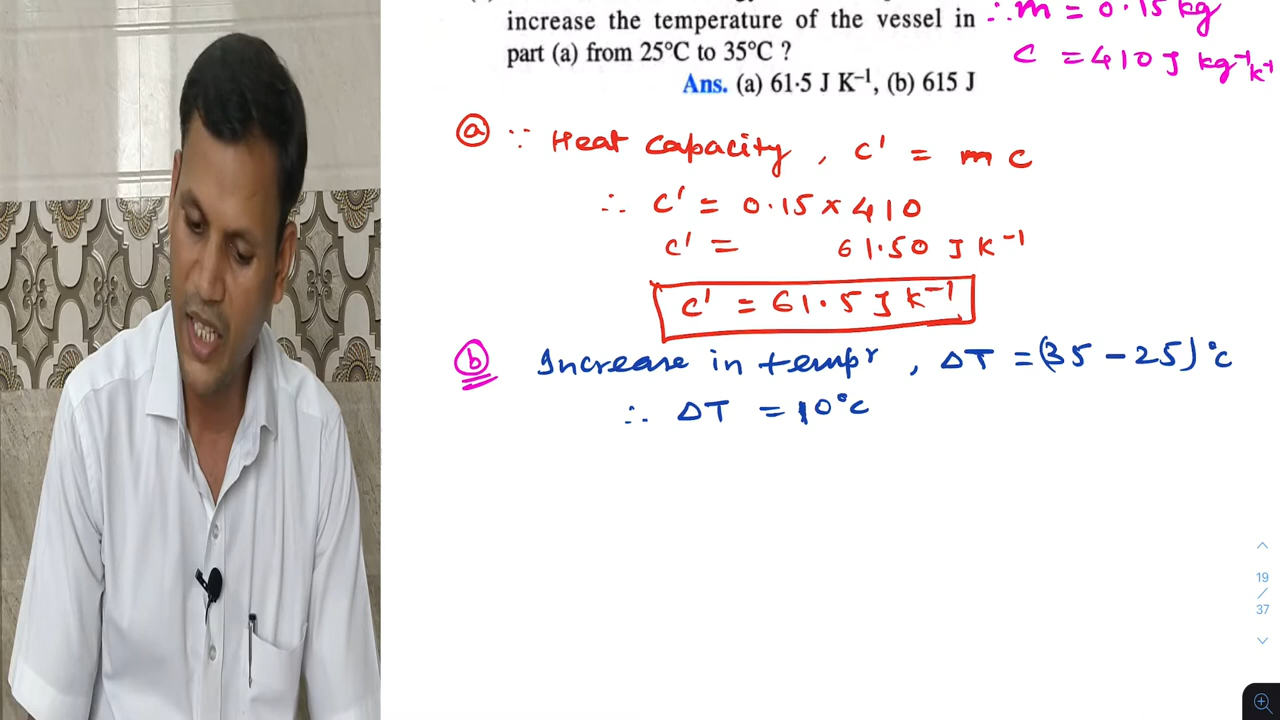 increase the temperature of the vessel in
part (a) from 25°C to 35°C ?
Ans. (a) 61·5 J K⁻¹, (b) 615 J
∴ m = 0.15 kg
C = 410 J kg⁻¹ k⁻¹
(a) ∵ Heat capacity, c' = m c
∴ c' = 0.15 × 410
c' = 61.50 J k⁻¹
c' = 61.5 J k⁻¹
(b) Increase in tempr, ΔT = (35 − 25)°c
∴ ΔT = 10°c
19
/
37